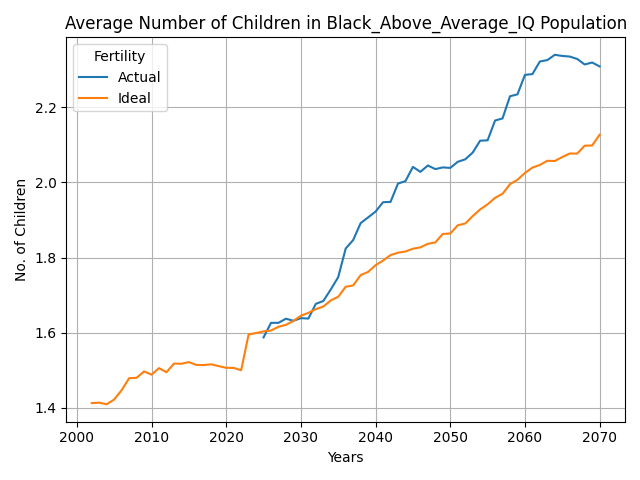 Average Number of Children in Black_Above_Average_IQ Population
Fertility
Actual
Ideal
No. of Children
2.2
2.0
1.8
1.6
1.4
2000 2010 2020 2030 2040 2050 2060 2070
Years